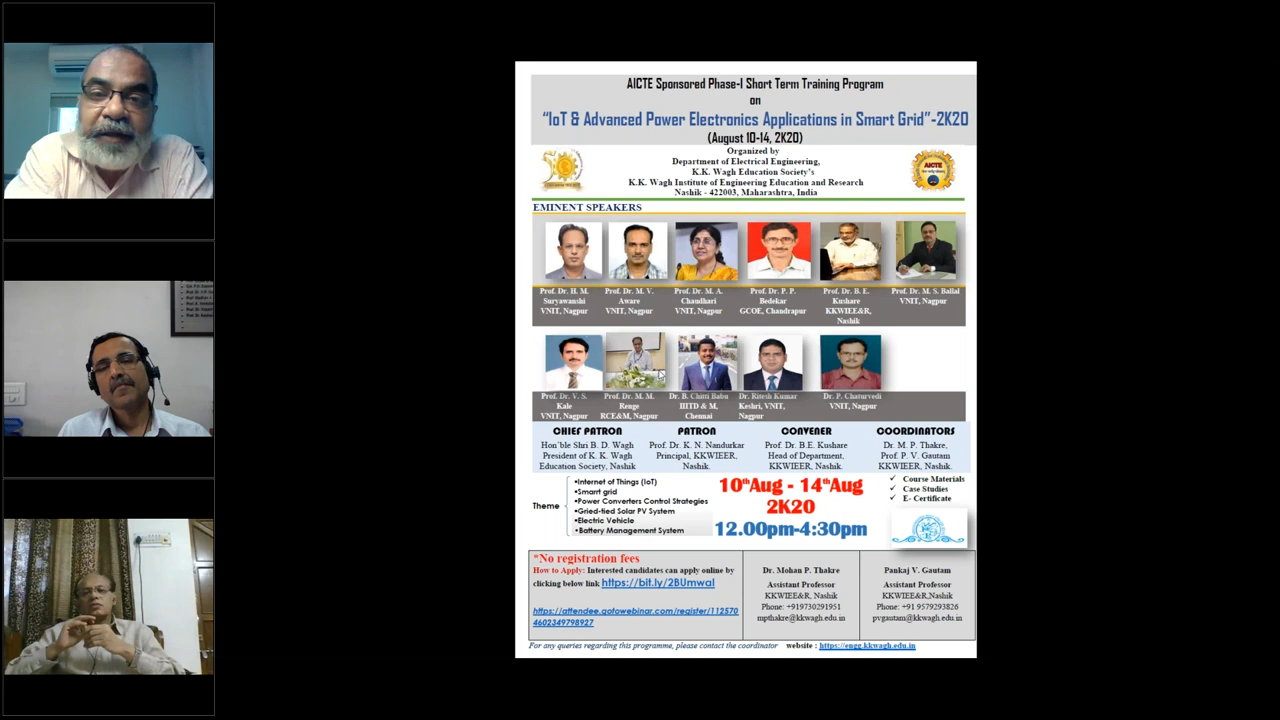 AICTE Sponsored Phase-I Short Term Training Program
on
“IoT & Advanced Power Electronics Applications in Smart Grid”-2K20
(August 10-14, 2K20)
Organized by
Department of Electrical Engineering,
K.K. Wagh Education Society's
K.K. Wagh Institute of Engineering Education and Research
Nashik - 422003, Maharashtra, India
AICTE
EMINENT SPEAKERS
Prof. Dr. H. M.
Suryawanshi
VNIT, Nagpur
Prof. Dr. M. V.
Aware
VNIT, Nagpur
Prof. Dr. M. A.
Chaudhari
VNIT, Nagpur
Prof. Dr. P. P.
Bedekar
GCOE, Chandrapur
Prof. Dr. B. E.
Kushare
KKWIEE&R,
Nashik
Prof. Dr. M. S. Ballal
VNIT, Nagpur
Prof. Dr. V. S.
Kale
VNIT, Nagpur
Prof. Dr. M. M.
Renge
RCE&M, Nagpur
Dr. B. Chitti Babu
IIITD & M,
Chennai
Dr. Ritesh Kumar
Keshri, VNIT,
Nagpur
Dr. P. Chaturvedi
VNIT, Nagpur
CHIEF PATRON
Hon'ble Shri B. D. Wagh
President of K. K. Wagh
Education Society, Nashik
PATRON
Prof. Dr. K. N. Nandurkar
Principal, KKWIEER,
Nashik.
CONVENER
Prof. Dr. B.E. Kushare
Head of Department,
KKWIEER, Nashik.
COORDINATORS
Dr. M. P. Thakre,
Prof. P. V. Gautam
KKWIEER, Nashik.
Theme
•Internet of Things (IoT)
•Smart grid
•Power Converters Control Strategies
•Gried-tied Solar PV System
•Electric Vehicle
•Battery Management System
10thAug - 14thAug
2K20
12.00pm-4:30pm
✓ Course Materials
✓ Case Studies
✓ E- Certificate
*No registration fees
How to Apply: Interested candidates can apply online by
clicking below link https://bit.ly/2BUmwaI
https://attendee.gotowebinar.com/register/112570
4602349798927
Dr. Mohan P. Thakre
Assistant Professor
KKWIEE&R, Nashik
Phone: +919730291951
mpthakre@kkwagh.edu.in
Pankaj V. Gautam
Assistant Professor
KKWIEE&R,Nashik
Phone: +91 9579293826
pvgautam@kkwagh.edu.in
For any queries regarding this programme, please contact the coordinator website : https://engg.kkwagh.edu.in